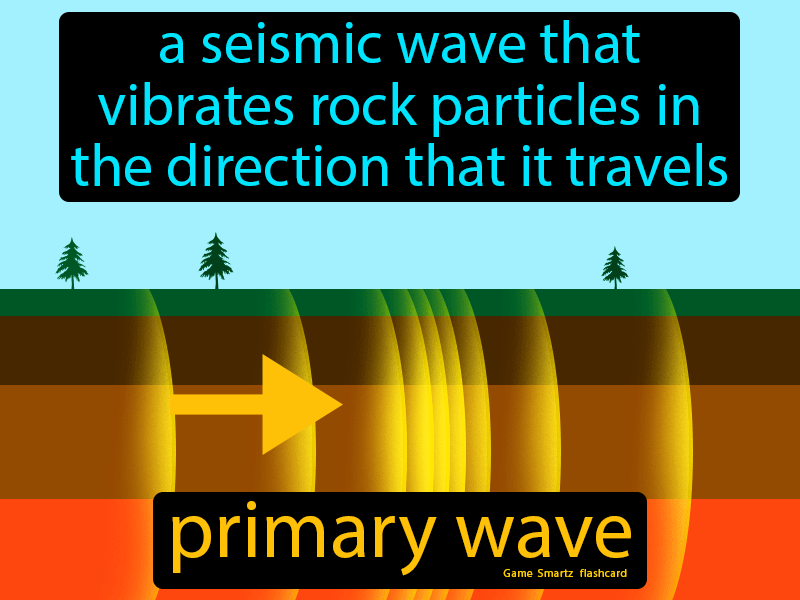 a seismic wave that
vibrates rock particles in
the direction that it travels
primary wave
Game Smartz flashcard